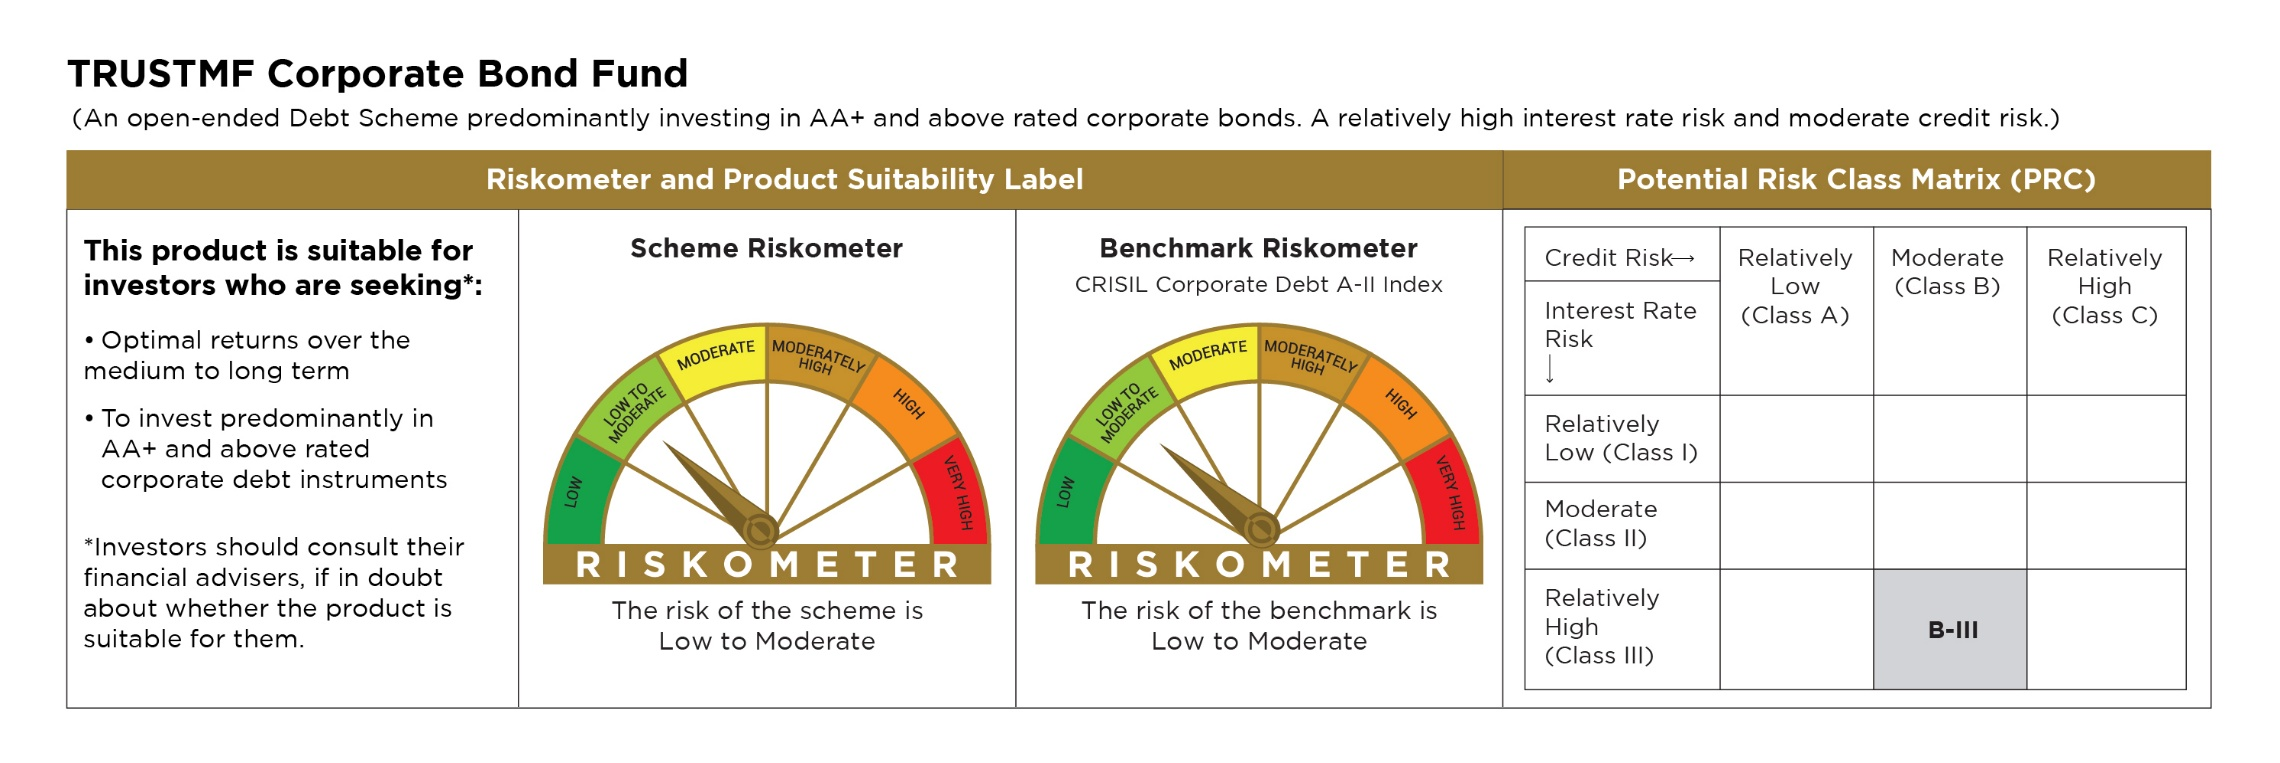 TRUSTMF Corporate Bond Fund
(An open-ended Debt Scheme predominantly investing in AA+ and above rated corporate bonds. A relatively high interest rate risk and moderate credit risk.)
Riskometer and Product Suitability Label
Potential Risk Class Matrix (PRC)
This product is suitable for
investors who are seeking*:
• Optimal returns over the
medium to long term
• To invest predominantly in
AA+ and above rated
corporate debt instruments
*Investors should consult their
financial advisers, if in doubt
about whether the product is
suitable for them.
Scheme Riskometer
LOW
LOW TO
MODERATE
MODERATE
MODERATELY
HIGH
HIGH
VERY HIGH
RISKOMETER
The risk of the scheme is
Low to Moderate
Benchmark Riskometer
CRISIL Corporate Debt A-II Index
LOW
LOW TO
MODERATE
MODERATE
MODERATELY
HIGH
HIGH
VERY HIGH
RISKOMETER
The risk of the benchmark is
Low to Moderate
Credit Risk→
Interest Rate
Risk
↓
Relatively
Low
(Class A)
Moderate
(Class B)
Relatively
High
(Class C)
Relatively
Low (Class I)
Moderate
(Class II)
Relatively
High
(Class III)
B-III